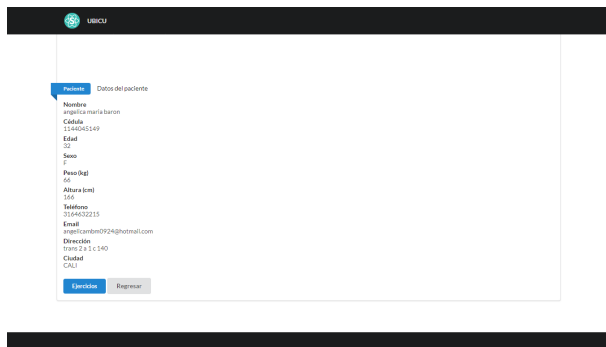 UBICU
Paciente Datos del paciente
Nombre
angelica maria baron
Cédula
1144045149
Edad
32
Sexo
F
Peso (kg)
66
Altura (cm)
166
Teléfono
3164632215
Email
angelicambm0924@hotmail.com
Dirección
trans 2 a 1 c 140
Ciudad
CALI
Ejercicios Regresar